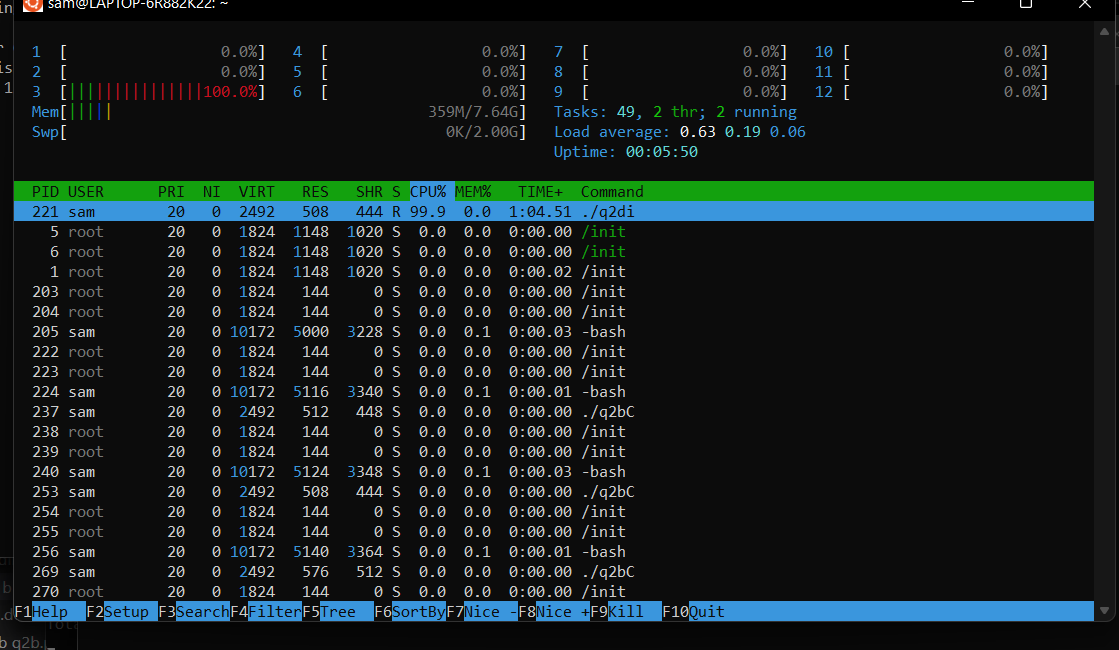 sam@LAPTOP-6R882K22: ~
1 [ 0.0%] 4 [ 0.0%] 7 [ 0.0%] 10 [ 0.0%]
2 [ 0.0%] 5 [ 0.0%] 8 [ 0.0%] 11 [ 0.0%]
3 [|||||||||||||||100.0%] 6 [ 0.0%] 9 [ 0.0%] 12 [ 0.0%]
Mem[||||| 359M/7.64G] Tasks: 49, 2 thr; 2 running
Swp[ 0K/2.00G] Load average: 0.63 0.19 0.06
Uptime: 00:05:50
PID USER PRI NI VIRT RES SHR S CPU% MEM% TIME+ Command
221 sam 20 0 2492 508 444 R 99.9 0.0 1:04.51 ./q2di
5 root 20 0 1824 1148 1020 S 0.0 0.0 0:00.00 /init
6 root 20 0 1824 1148 1020 S 0.0 0.0 0:00.00 /init
1 root 20 0 1824 1148 1020 S 0.0 0.0 0:00.02 /init
203 root 20 0 1824 144 0 S 0.0 0.0 0:00.00 /init
204 root 20 0 1824 144 0 S 0.0 0.0 0:00.00 /init
205 sam 20 0 10172 5000 3228 S 0.0 0.1 0:00.03 -bash
222 root 20 0 1824 144 0 S 0.0 0.0 0:00.00 /init
223 root 20 0 1824 144 0 S 0.0 0.0 0:00.00 /init
224 sam 20 0 10172 5116 3340 S 0.0 0.1 0:00.01 -bash
237 sam 20 0 2492 512 448 S 0.0 0.0 0:00.00 ./q2bC
238 root 20 0 1824 144 0 S 0.0 0.0 0:00.00 /init
239 root 20 0 1824 144 0 S 0.0 0.0 0:00.00 /init
240 sam 20 0 10172 5124 3348 S 0.0 0.1 0:00.03 -bash
253 sam 20 0 2492 508 444 S 0.0 0.0 0:00.00 ./q2bC
254 root 20 0 1824 144 0 S 0.0 0.0 0:00.00 /init
255 root 20 0 1824 144 0 S 0.0 0.0 0:00.00 /init
256 sam 20 0 10172 5140 3364 S 0.0 0.1 0:00.01 -bash
269 sam 20 0 2492 576 512 S 0.0 0.0 0:00.00 ./q2bC
270 root 20 0 1824 144 0 S 0.0 0.0 0:00.00 /init
F1Help F2Setup F3SearchF4FilterF5Tree F6SortByF7Nice -F8Nice +F9Kill F10Quit